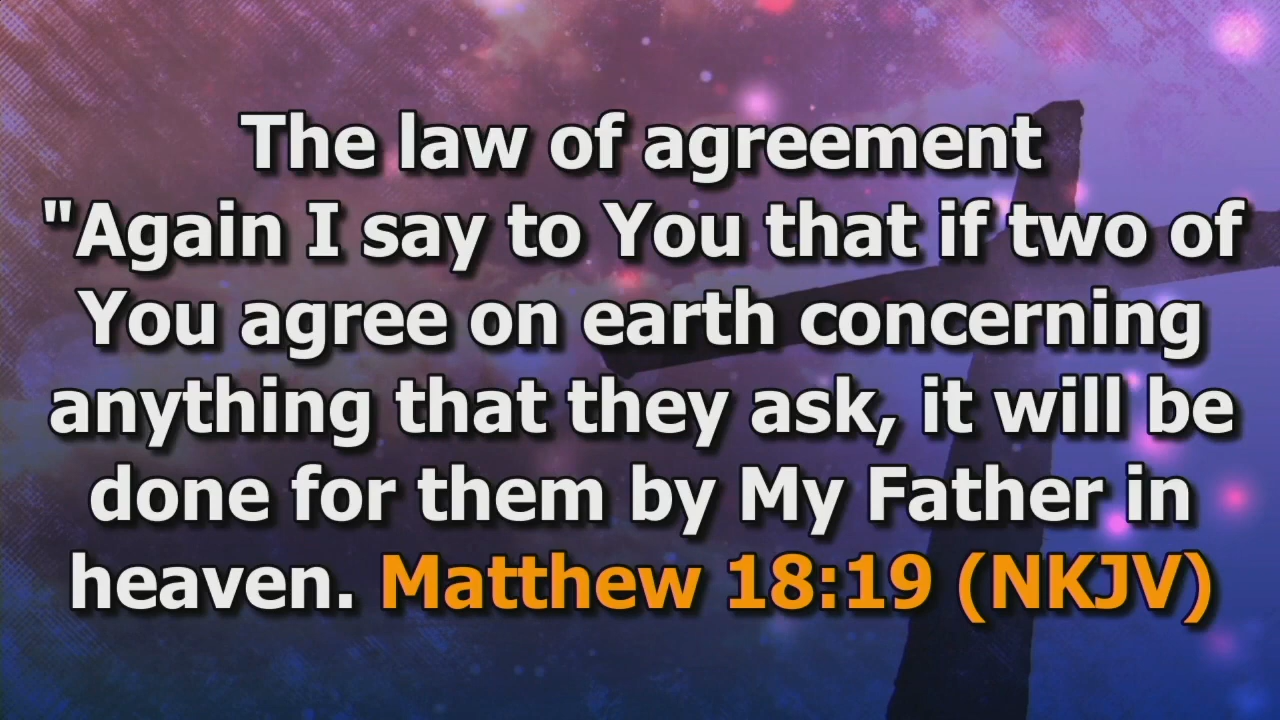 The law of agreement
"Again I say to You that if two of
You agree on earth concerning
anything that they ask, it will be
done for them by My Father in
heaven. Matthew 18:19 (NKJV)